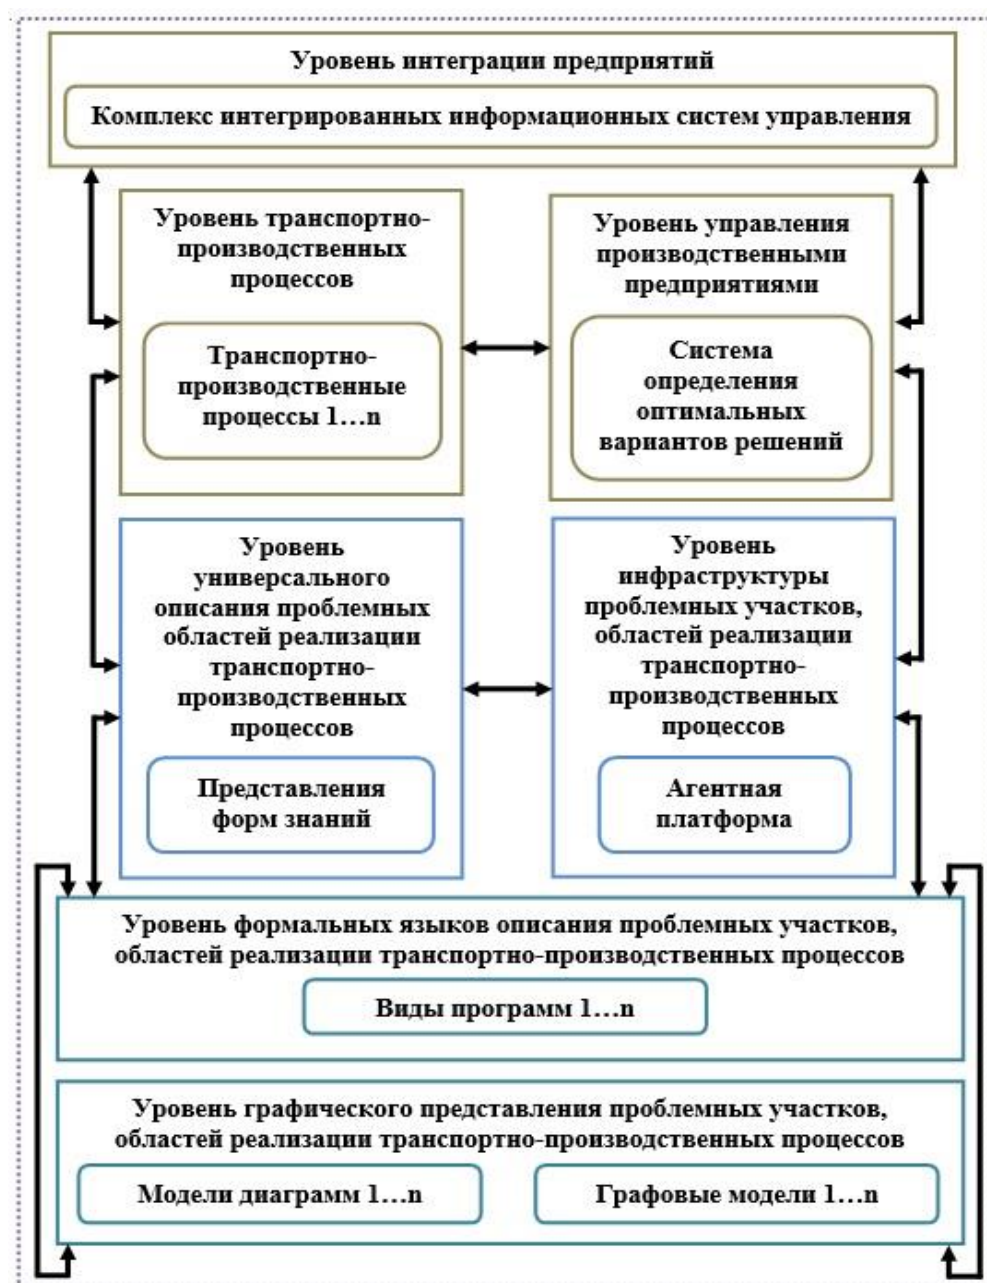 Уровень интеграции предприятий
Комплекс интегрированных информационных систем управления
Уровень транспортно-
производственных
процессов
Транспортно-
производственные
процессы 1…n
Уровень управления
производственными
предприятиями
Система
определения
оптимальных
вариантов решений
Уровень
универсального
описания проблемных
областей реализации
транспортно-
производственных
процессов
Представления
форм знаний
Уровень
инфраструктуры
проблемных участков,
областей реализации
транспортно-
производственных
процессов
Агентная
платформа
Уровень формальных языков описания проблемных участков,
областей реализации транспортно-производственных процессов
Виды программ 1…n
Уровень графического представления проблемных участков,
областей реализации транспортно-производственных процессов
Модели диаграмм 1…n
Графовые модели 1…n